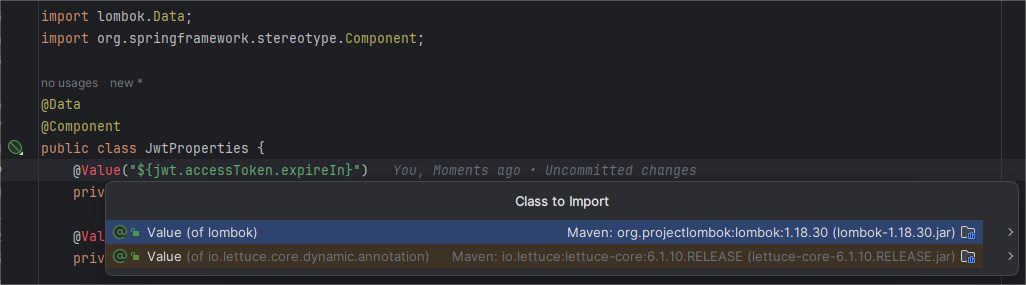 import lombok.Data;
import org.springframework.stereotype.Component;
no usages new *
@Data
@Component
public class JwtProperties {
@Value("${jwt.accessToken.expireIn}") You, Moments ago • Uncommitted changes
priv
Class to Import
Value (of lombok) Maven: org.projectlombok:lombok:1.18.30 (lombok-1.18.30.jar)
@Val
Value (of io.lettuce.core.dynamic.annotation) Maven: io.lettuce:lettuce-core:6.1.10.RELEASE (lettuce-core-6.1.10.RELEASE.jar)
priv